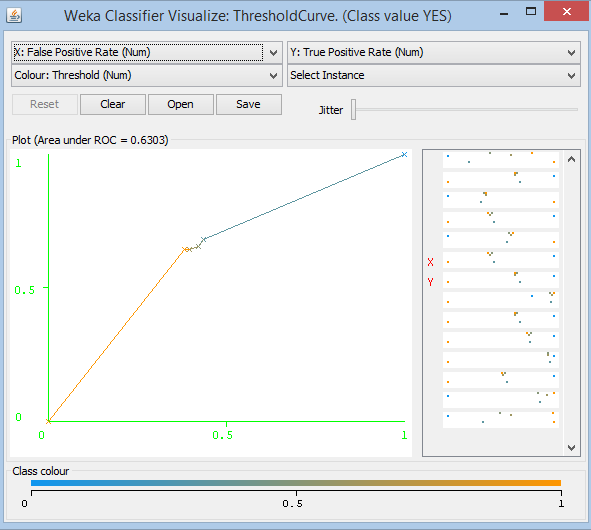 Weka Classifier Visualize: ThresholdCurve. (Class value YES)
X: False Positive Rate (Num) Y: True Positive Rate (Num)
Colour: Threshold (Num) Select Instance
Reset Clear Open Save Jitter
Plot (Area under ROC = 0.6303)
1
0.5
0
0 0.5 1
X
Y
Class colour
0 0.5 1